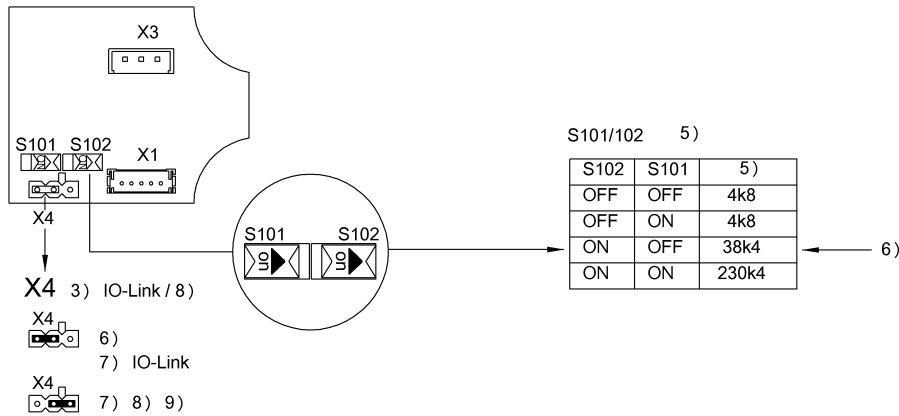 X3
S101 S102
X1
X4
X4 3) IO-Link / 8)
X4
6)
7) IO-Link
X4
7) 8) 9)
S101 S102
on on
S101/102 5)
S102 S101 5)
OFF OFF 4k8
OFF ON 4k8
ON OFF 38k4
ON ON 230k4
6)